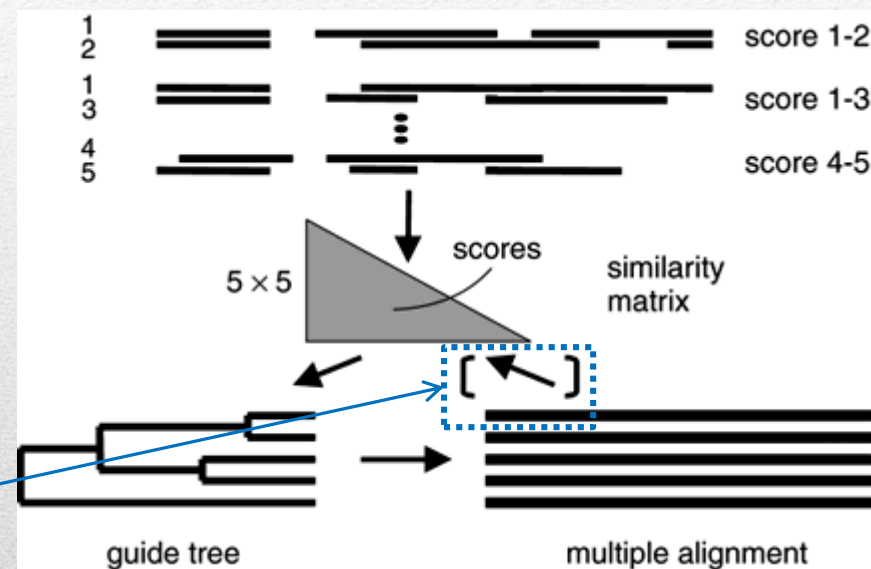 1
2
score 1-2
1
3
score 1-3
4
5
score 4-5
scores
5 × 5
similarity
matrix
[ ]
guide tree
multiple alignment